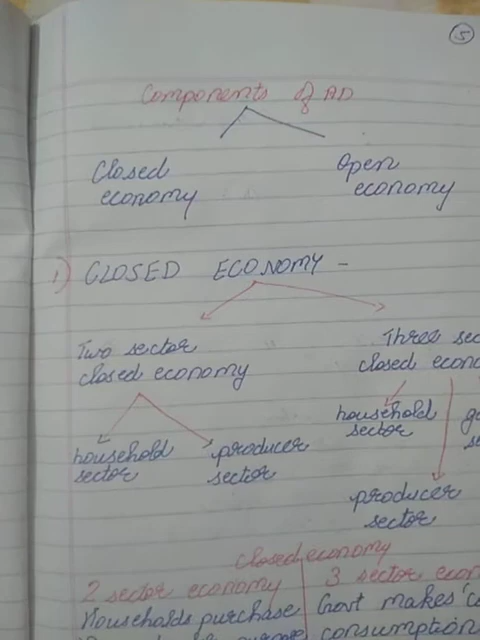 5
Components of AD
Closed economy
Open economy
1) CLOSED ECONOMY -
Two sector closed economy
Three sec
closed econo
household sector
producer sector
household sector
producer sector
Closed economy
2 sector economy
3 sector econ
Households purchase
Govt makes
consumption